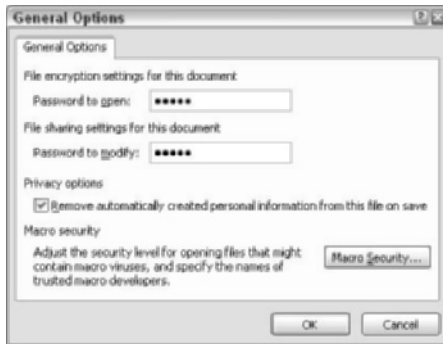 General Options
General Options
File encryption settings for this document
Password to open: •••••
File sharing settings for this document
Password to modify: •••••
Privacy options
Remove automatically created personal information from this file on save
Macro security
Adjust the security level for opening files that might
contain macro viruses, and specify the names of
trusted macro developers.
Macro Security...
OK
Cancel